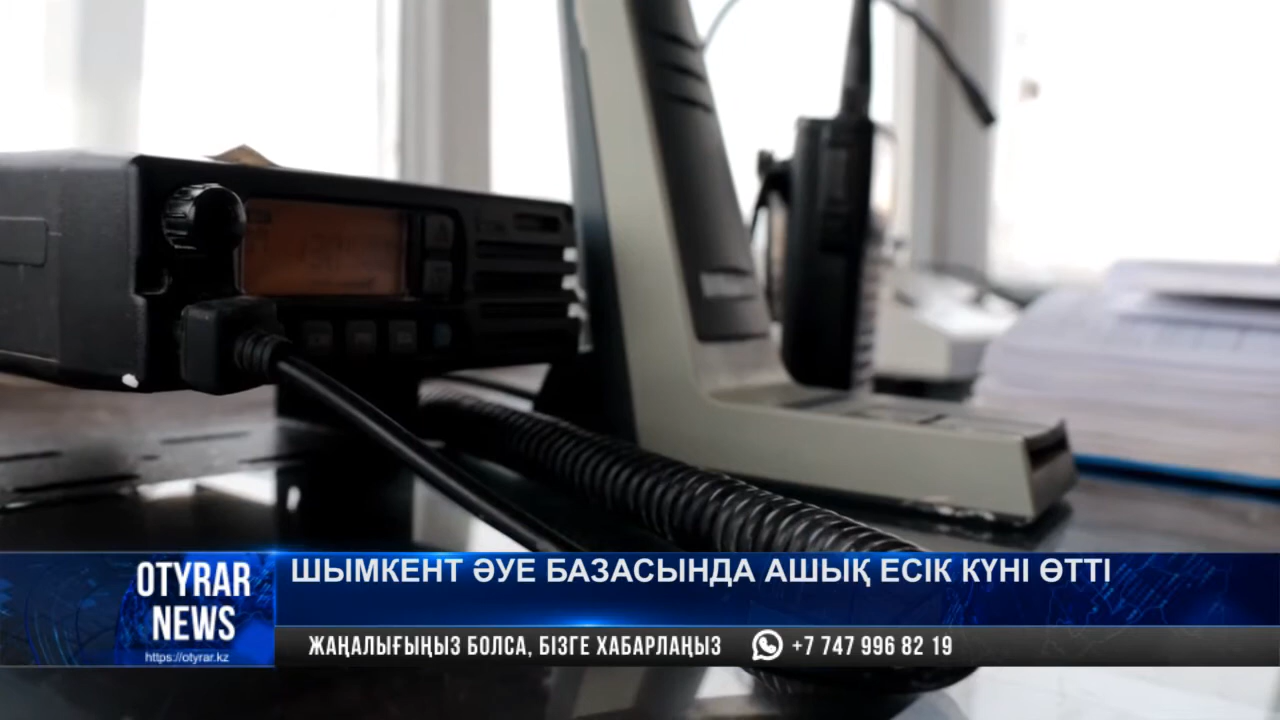 ШЫМКЕНТ ӘУЕ БАЗАСЫНДА АШЫҚ ЕСІК КҮНІ ӨТТІ
OTYRAR
NEWS
https://otyrar.kz
ЖАҢАЛЫҒЫҢЫЗ БОЛСА, БІЗГЕ ХАБАРЛАҢЫЗ +7 747 996 82 19